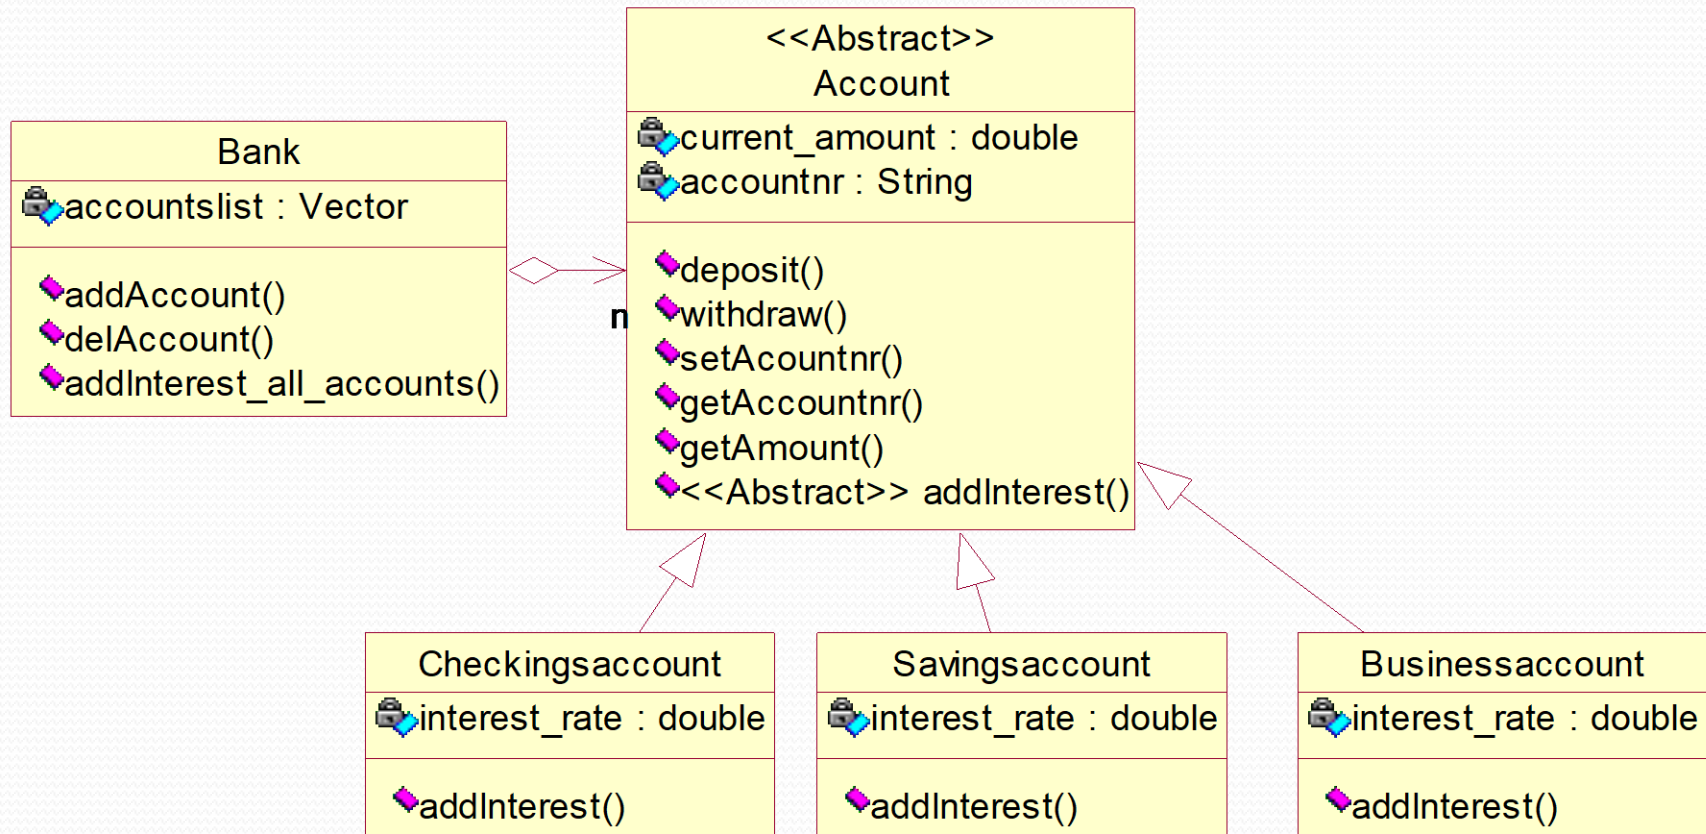 Bank
accountslist : Vector
addAccount()
delAccount()
addInterest_all_accounts()
n
<<Abstract>>
Account
current_amount : double
accountnr : String
deposit()
withdraw()
setAcountnr()
getAccountnr()
getAmount()
<<Abstract>> addInterest()
Checkingsaccount
interest_rate : double
addInterest()
Savingsaccount
interest_rate : double
addInterest()
Businessaccount
interest_rate : double
addInterest()